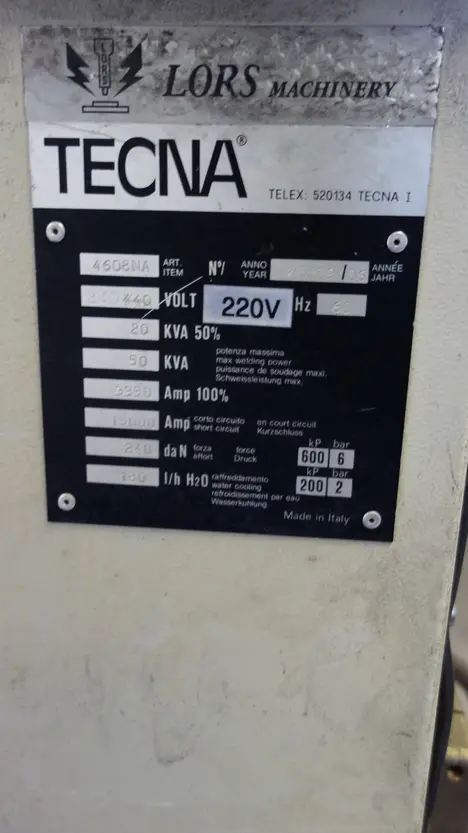 LORS MACHINERY
TECNA®
TELEX: 520134 TECNA I
4608NA ART. ITEM Nº/ ANNO YEAR ANNÉE JAHR
VOLT 220V Hz
20 KVA 50%
50 KVA potenza massima
max welding power
puissance de soudage maxi.
Schweissleistung max.
Amp 100%
Amp corto circuito en court circuit
short circuit Kurzschluss
240 daN forza force
effort Druck
kP bar
600 6
l/h H2O raffreddamento
water cooling
refroidissement par eau
Wasserkuhlung
kP bar
200 2
Made in Italy